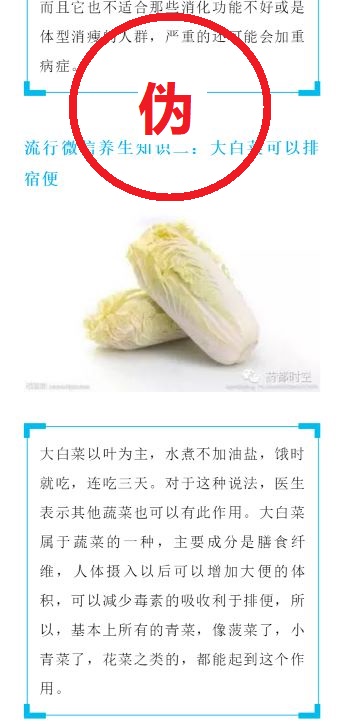 而且它也不适合那些消化功能不好或是
体型消瘦的人群，严重的还可能会加重
病症。
伪
流行微信养生知识二：大白菜可以排
宿便
药都时空
大白菜以叶为主，水煮不加油盐，饿时
就吃，连吃三天。对于这种说法，医生
表示其他蔬菜也可以有此作用。大白菜
属于蔬菜的一种，主要成分是膳食纤
维，人体摄入以后可以增加大便的体
积，可以减少毒素的吸收利于排便，所
以，基本上所有的青菜，像菠菜了，小
青菜了，花菜之类的，都能起到这个作
用。